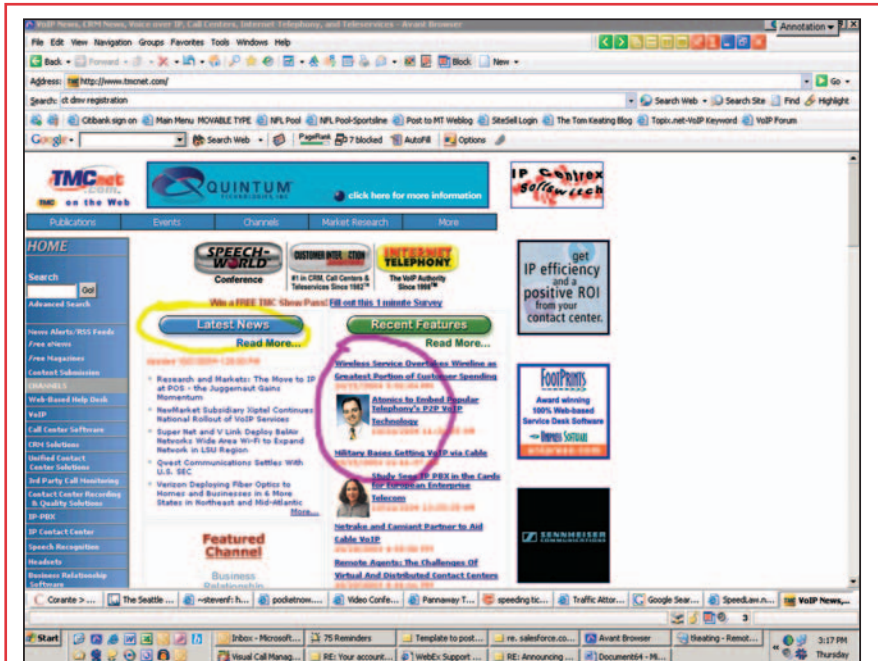 VoIP News, CRM News, Voice over IP, Call Centers, Internet Telephony, and Teleservices - Avant Browser
Annotation
File Edit View Navigation Groups Favorites Tools Windows Help
Back Forward Block New
Address: http://www.tmcnet.com/ Go
Search: ct dmv registration Search Web Search Site Find Highlight
Citibank sign on Main Menu MOVABLE TYPE NFL Pool NFL Pool-Sportsline Post to MT Weblog SiteSell Login The Tom Keating Blog Topix.net-VoIP Keyword VoIP Forum
Google Search Web PageRank 7 blocked AutoFill Options
TMCnet
.com
TMC on the Web
QUINTUM
TECHNOLOGIES, INC.
click here for more information
IP Centrex
Softswitch
Publications Events Channels Market Research More
HOME
Search
Go!
Advanced Search
News Alerts/RSS Feeds
Free eNews
Free Magazines
Content Submission
CHANNELS
Web-Based Help Desk
VoIP
Call Center Software
CRM Solutions
Unified Contact
Center Solutions
3rd Party Call Monitoring
Contact Center Recording
& Quality Solutions
IP-PBX
IP Contact Center
Speech Recognition
Headsets
Business Relationship
Software
SPEECH-
WORLD
Conference
CUSTOMER INTER CTION
#1 in CRM, Call Centers &
Teleservices Since 1982™
INTERNET
TELEPHONY
The VoIP Authority
Since 1998™
Win a FREE TMC Show Pass! Fill out this 1 minute Survey
Latest News
Read More...
Research and Markets: The Move to IP
at POS - the Juggernaut Gains
Momentum
NewMarket Subsidiary Xiptel Continues
National Rollout of VoIP Services
Super Net and V Link Deploy BelAir
Networks Wide Area Wi-Fi to Expand
Network in LSU Region
Qwest Communications Settles With
U.S. SEC
Verizon Deploying Fiber Optics to
Homes and Businesses in 6 More
States in Northeast and Mid-Atlantic
More...
Featured
Channel
Business
Relationship
Recent Features
Read More...
Wireless Service Overtakes Wireline as
Greatest Portion of Customer Spending
Atomics to Embed Popular
Telephony's P2P VoIP
Technology
Military Bases Getting VoIP via Cable
Study Sees IP PBX in the Cards
for European Enterprise
Telecom
Netrake and Camiant Partner to Aid
Cable VoIP
Remote Agents: The Challenges Of
Virtual And Distributed Contact Centers
get
IP efficiency
and a
positive ROI
from your
contact center.
FOOTPRINTS
Award winning
100% Web-based
Service Desk Software
UNIPRESS SOFTWARE
SENNHEISER
COMMUNICATIONS
Corante > ... The Seattle ... ~stevenf: h... pocketnow.... Video Confe... Pannaway T... speeding tic... Traffic Attor... Google Sear... SpeedLaw.n... VoIP News,...
3
Start Inbox - Microsoft... 75 Reminders Template to post... re. salesforce.co... Avant Browser tkeating - Remot... 3:17 PM
Visual Call Manag... RE: Your account... WebEx Support ... RE: Announcing ... Document64 - Mi... Thursday